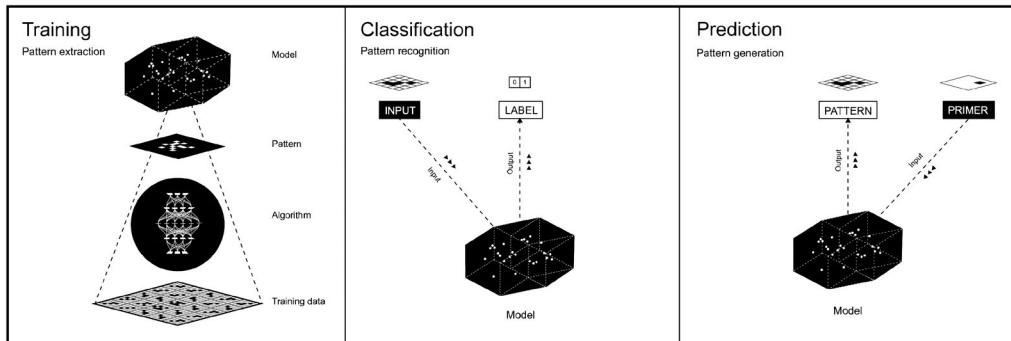 Training
Pattern extraction
Model
Pattern
Algorithm
Training data
Classification
Pattern recognition
0 1
INPUT
LABEL
Input
Output
Model
Prediction
Pattern generation
PATTERN
PRIMER
Output
Input
Model